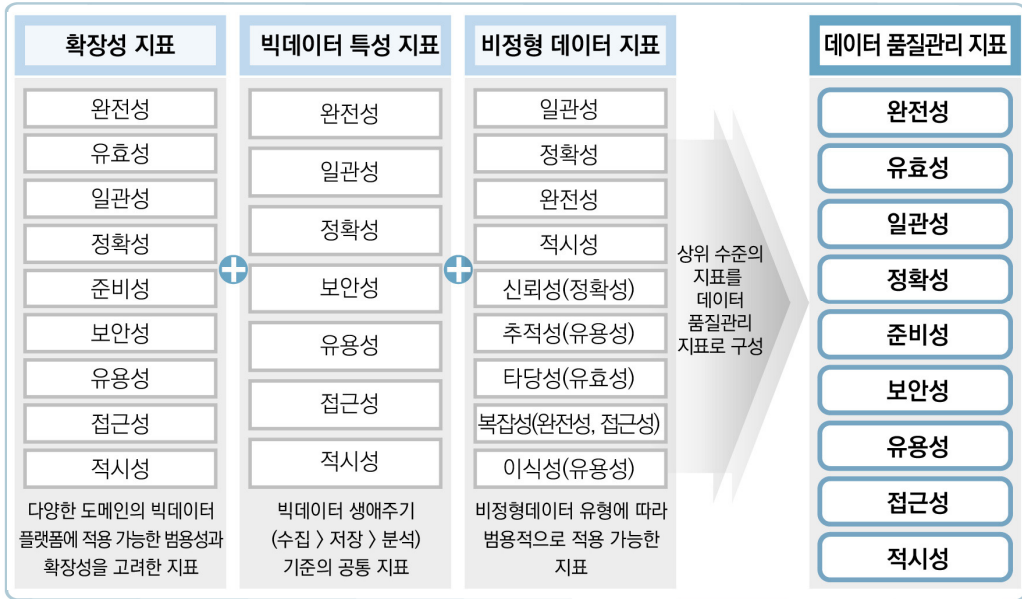 확장성 지표
완전성
유효성
일관성
정확성
준비성
보안성
유용성
접근성
적시성
다양한 도메인의 빅데이터
플랫폼에 적용 가능한 범용성과
확장성을 고려한 지표
빅데이터 특성 지표
완전성
일관성
정확성
보안성
유용성
접근성
적시성
빅데이터 생애주기
(수집 > 저장 > 분석)
기준의 공통 지표
비정형 데이터 지표
일관성
정확성
완전성
적시성
신뢰성(정확성)
추적성(유용성)
타당성(유효성)
복잡성(완전성, 접근성)
이식성(유용성)
비정형데이터 유형에 따라
범용적으로 적용 가능한
지표
상위 수준의
지표를
데이터
품질관리
지표로 구성
데이터 품질관리 지표
완전성
유효성
일관성
정확성
준비성
보안성
유용성
접근성
적시성